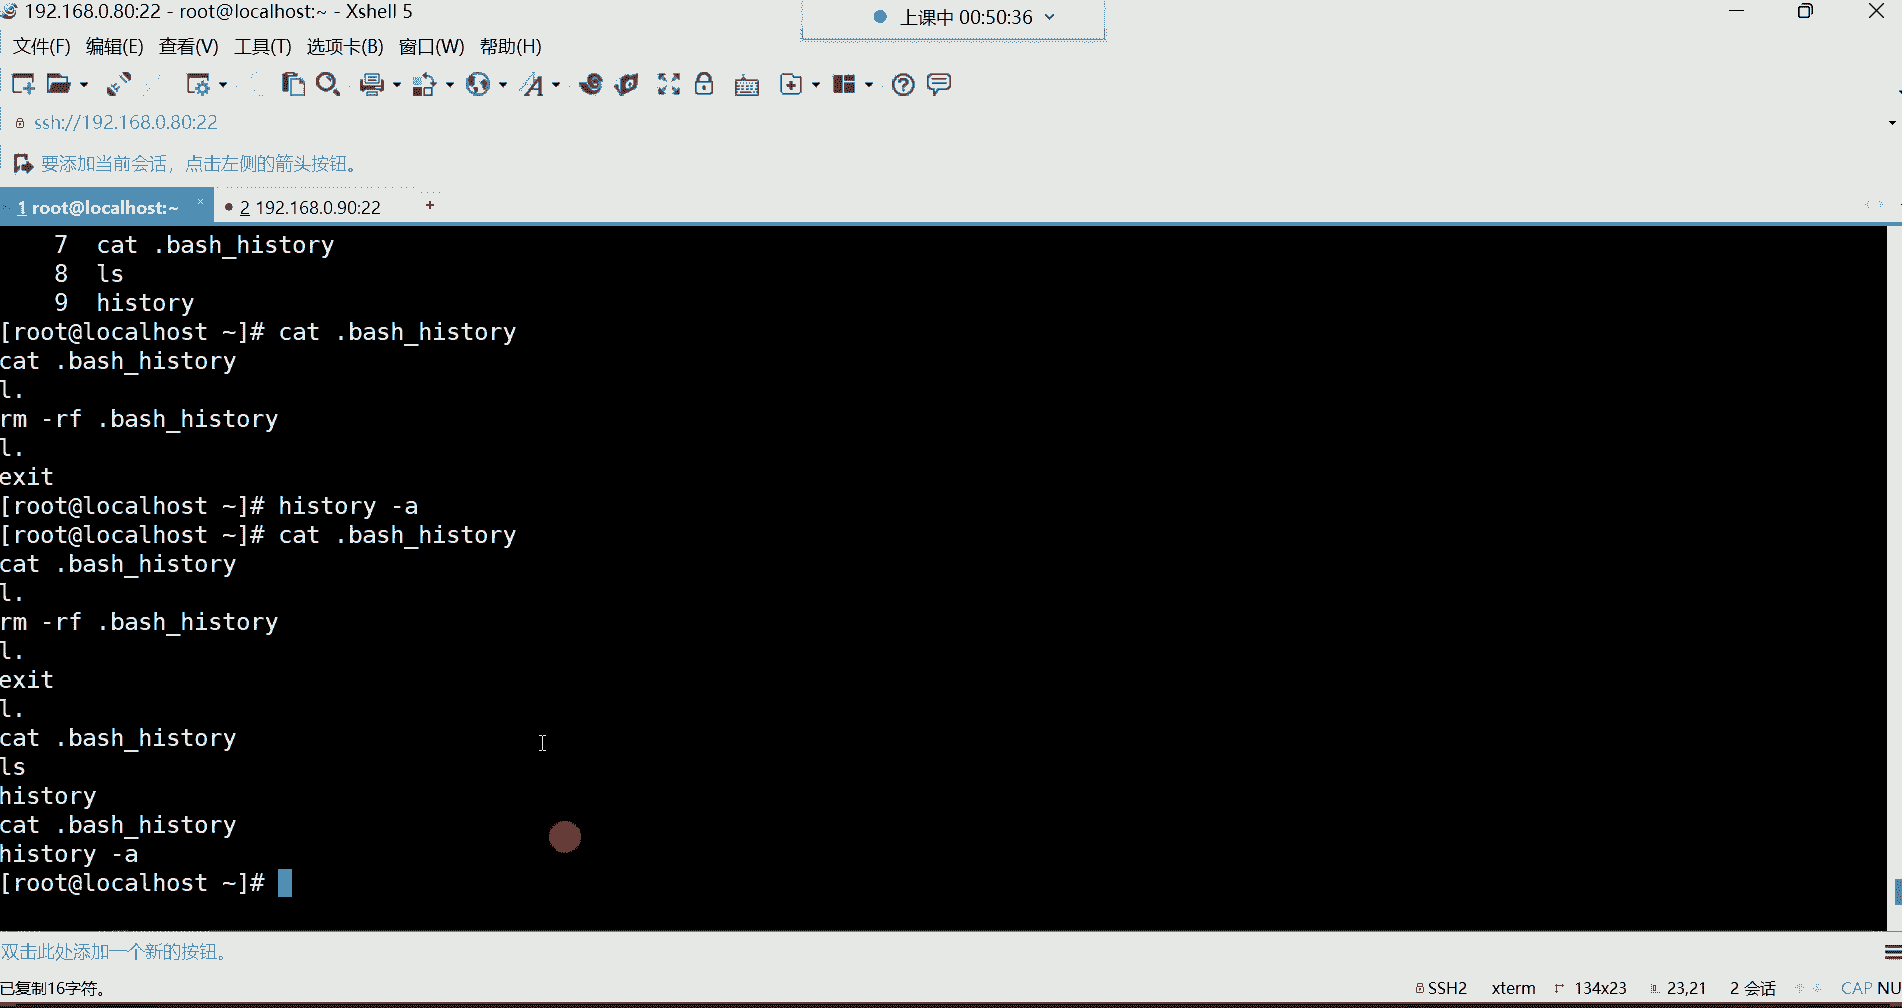 192.168.0.80:22 - root@localhost:~ - Xshell 5
上课中 00:50:36
文件(F) 编辑(E) 查看(V) 工具(T) 选项卡(B) 窗口(W) 帮助(H)
ssh://192.168.0.80:22
要添加当前会话，点击左侧的箭头按钮。
1 root@localhost:~ × 2 192.168.0.90:22 +
7 cat .bash_history
8 ls
9 history
[root@localhost ~]# cat .bash_history
cat .bash_history
l.
rm -rf .bash_history
l.
exit
[root@localhost ~]# history -a
[root@localhost ~]# cat .bash_history
cat .bash_history
l.
rm -rf .bash_history
l.
exit
l.
cat .bash_history
ls
history
cat .bash_history
history -a
[root@localhost ~]#
双击此处添加一个新的按钮。
已复制16字符。 SSH2 xterm 134x23 23,21 2 会话 CAP NU